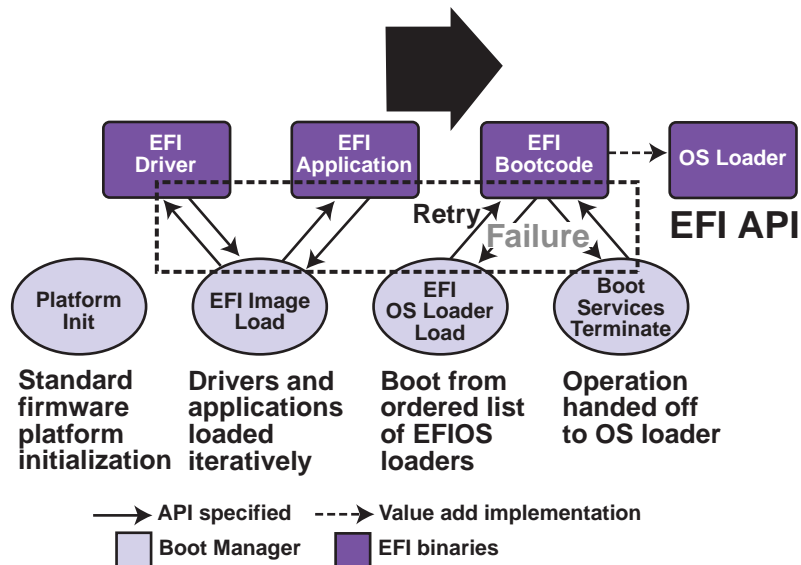 EFI
Driver
EFI
Application
EFI
Bootcode
OS Loader
Retry
Failure
EFI API
Platform
Init
EFI Image
Load
EFI
OS Loader
Load
Boot
Services
Terminate
Standard
firmware
platform
initialization
Drivers and
applications
loaded
iteratively
Boot from
ordered list
of EFIOS
loaders
Operation
handed off
to OS loader
API specified
Value add implementation
Boot Manager
EFI binaries